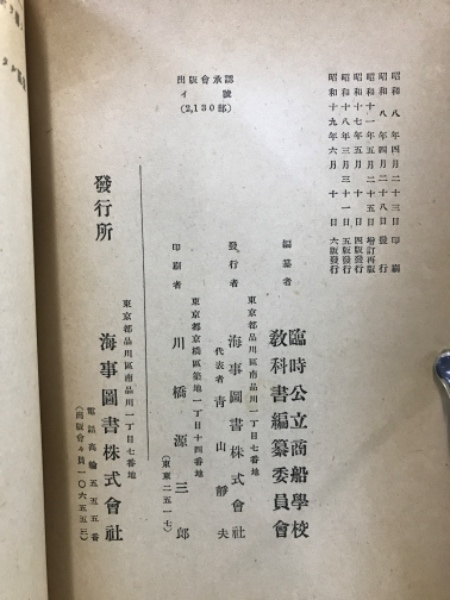 昭和八年四月二十三日印刷
昭和八年四月二十八日發行
昭和十一年五月二十五日增訂再版
昭和十七年五月十日四版發行
昭和十八年三月三十一日五版發行
昭和十九年六月十日六版發行
出版會承認
イ 號
(2,130部)
編纂者
臨時公立商船學校
敎科書編纂委員會
東京都品川區南品川一丁目七番地
發行者
海事圖書株式會社
代表者 靑山靜夫
東京都京橋區築地一丁目十四番地
印刷者
川橋源三郎
(東東二五一七)
發行所
東京都品川區南品川一丁目七番地
海事圖書株式會社
電話高輪五五五番
(出版會々員一〇六五五三)